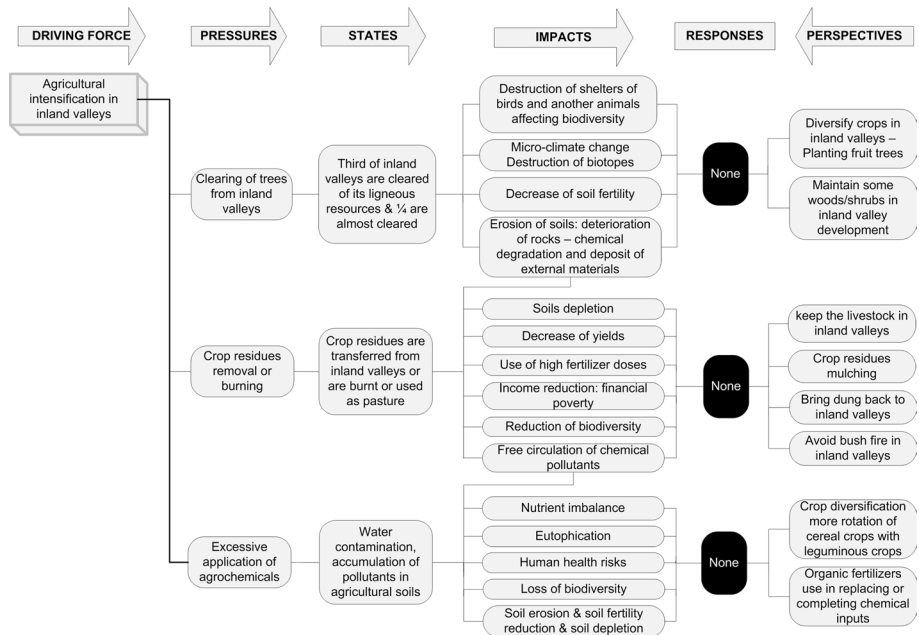 DRIVING FORCE
PRESSURES
STATES
IMPACTS
RESPONSES
PERSPECTIVES
Agricultural
intensification in
inland valleys
Clearing of trees
from inland
valleys
Third of inland
valleys are cleared
of its ligneous
resources & ¼ are
almost cleared
Destruction of shelters of
birds and another animals
affecting biodiversity
Micro-climate change
Destruction of biotopes
Decrease of soil fertility
Erosion of soils: deterioration
of rocks – chemical
degradation and deposit of
external materials
None
Diversify crops in
inland valleys –
Planting fruit trees
Maintain some
woods/shrubs in
inland valley
development
Crop residues
removal or
burning
Crop residues are
transferred from
inland valleys or
are burnt or used
as pasture
Soils depletion
Decrease of yields
Use of high fertilizer doses
Income reduction: financial
poverty
Reduction of biodiversity
Free circulation of chemical
pollutants
None
keep the livestock in
inland valleys
Crop residues
mulching
Bring dung back to
inland valleys
Avoid bush fire in
inland valleys
Excessive
application of
agrochemicals
Water
contamination,
accumulation of
pollutants in
agricultural soils
Nutrient imbalance
Eutophication
Human health risks
Loss of biodiversity
Soil erosion & soil fertility
reduction & soil depletion
None
Crop diversification
more rotation of
cereal crops with
leguminous crops
Organic fertilizers
use in replacing or
completing chemical
inputs